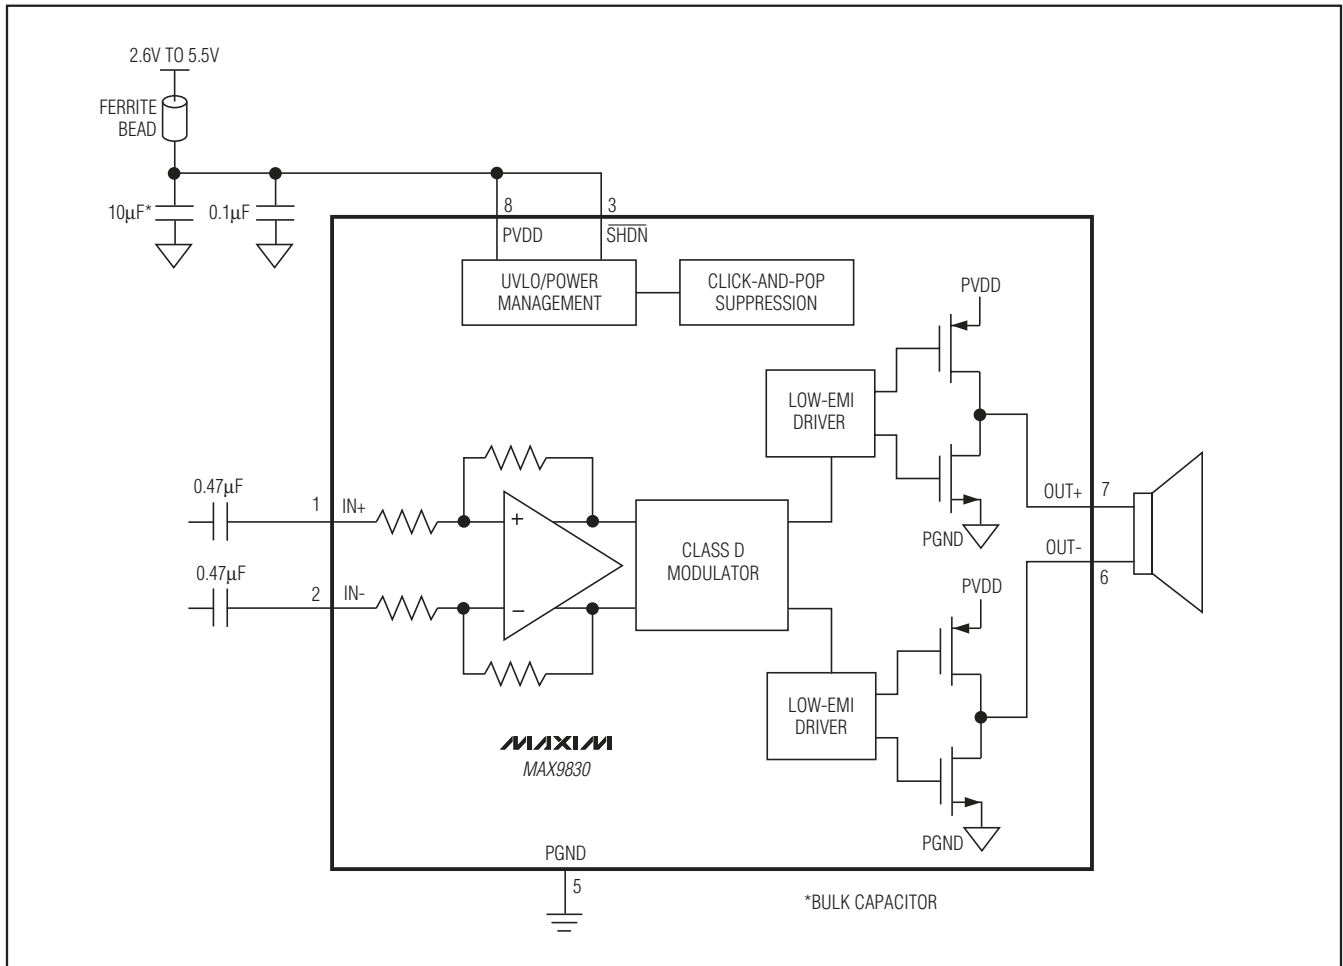 2.6V TO 5.5V
FERRITE
BEAD
10µF*
0.1µF
8
3
PVDD
SHDN
UVLO/POWER
MANAGEMENT
CLICK-AND-POP
SUPPRESSION
PVDD
LOW-EMI
DRIVER
PGND
0.47µF
1
IN+
+
0.47µF
2
IN-
−
CLASS D
MODULATOR
OUT+
7
OUT-
6
PVDD
LOW-EMI
DRIVER
PGND
MAXIM
MAX9830
PGND
5
*BULK CAPACITOR